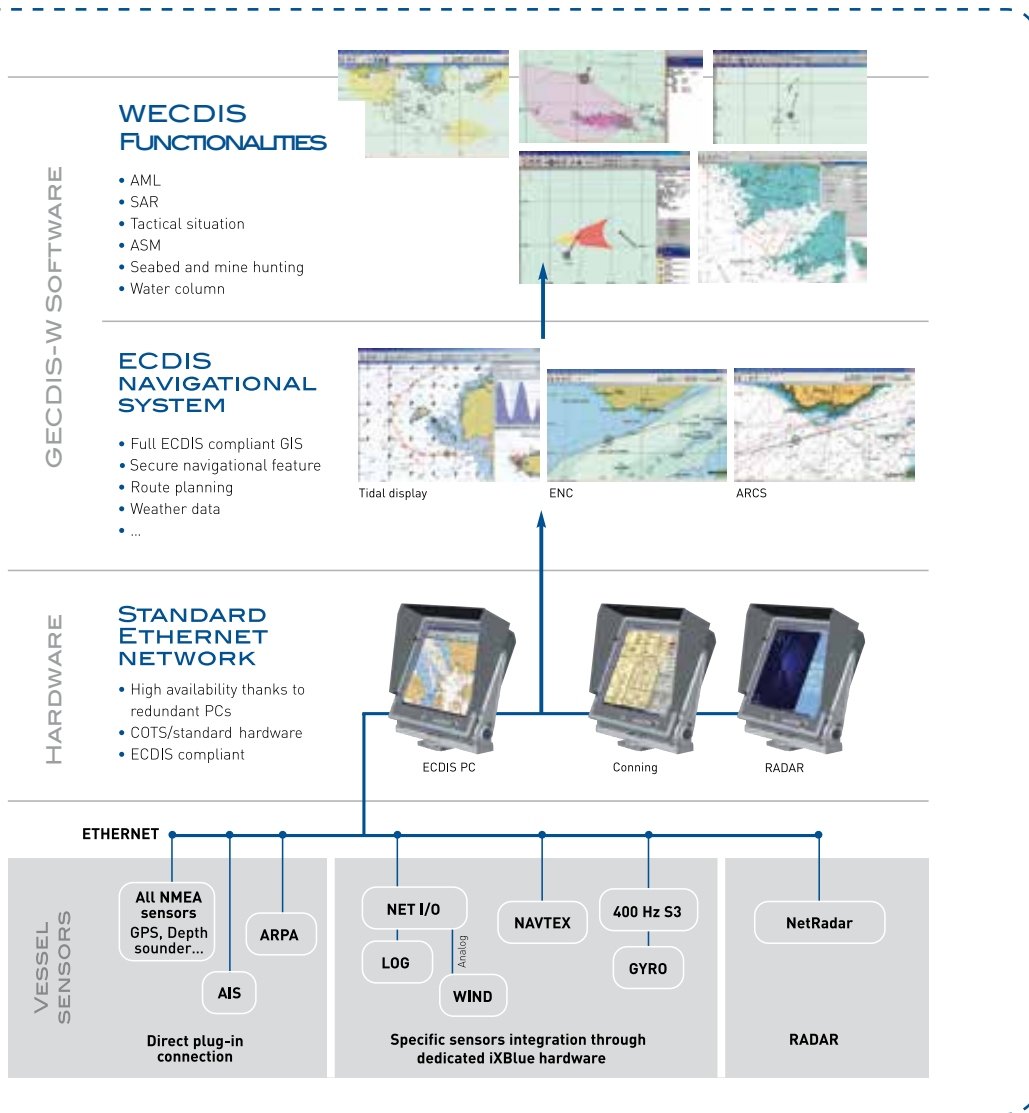 GECDIS-W SOFTWARE
WECDIS
FUNCTIONALITIES
• AML
• SAR
• Tactical situation
• ASM
• Seabed and mine hunting
• Water column
ECDIS
NAVIGATIONAL
SYSTEM
• Full ECDIS compliant GIS
• Secure navigational feature
• Route planning
• Weather data
• ...
Tidal display
ENC
ARCS
HARDWARE
STANDARD
ETHERNET
NETWORK
• High availability thanks to
redundant PCs
• COTS/standard hardware
• ECDIS compliant
ECDIS PC
Conning
RADAR
ETHERNET
VESSEL
SENSORS
All NMEA
sensors
GPS, Depth
sounder...
AIS
ARPA
Direct plug-in
connection
NET I/O
LOG
Analog
WIND
NAVTEX
400 Hz S3
GYRO
Specific sensors integration through
dedicated iXBlue hardware
NetRadar
RADAR